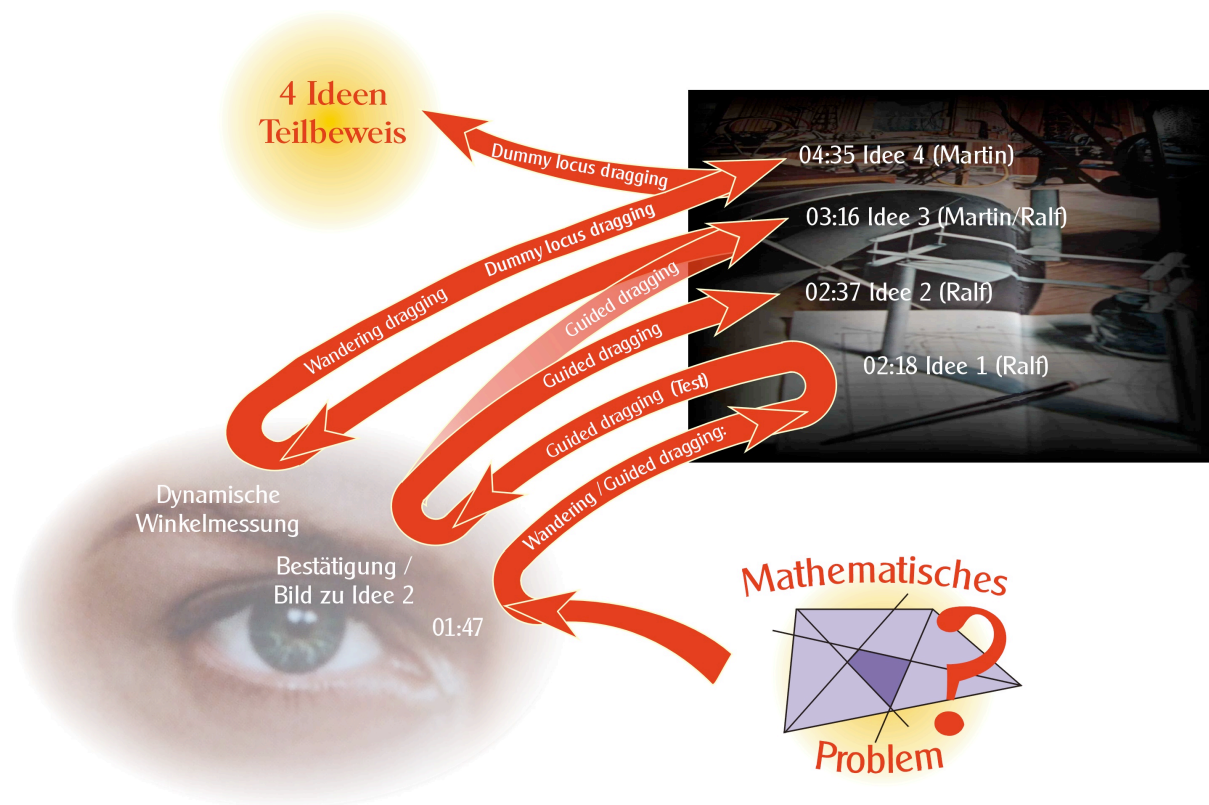 4 Ideen
Teilbeweis
Dummy locus dragging
04:35 Idee 4 (Martin)
03:16 Idee 3 (Martin/Ralf)
Dummy locus dragging
Wandering dragging
Guided dragging
02:37 Idee 2 (Ralf)
Guided dragging
02:18 Idee 1 (Ralf)
Guided dragging (Test)
Wandering / Guided dragging:
Dynamische
Winkelmessung
Bestätigung /
Bild zu Idee 2
01:47
Mathematisches
?
Problem